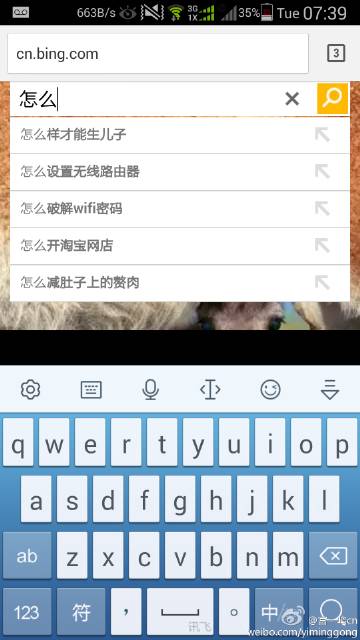 663B/s 3G 1X 35% Tue 07:39
cn.bing.com 3
怎么
怎么样才能生儿子
怎么设置无线路由器
怎么破解wifi密码
怎么开淘宝网店
怎么减肚子上的赘肉
q w e r t y u i o p
a s d f g h j k l
ab z x c v b n m
123 符 ， 。 中
讯飞
weibo.com/yiminggong